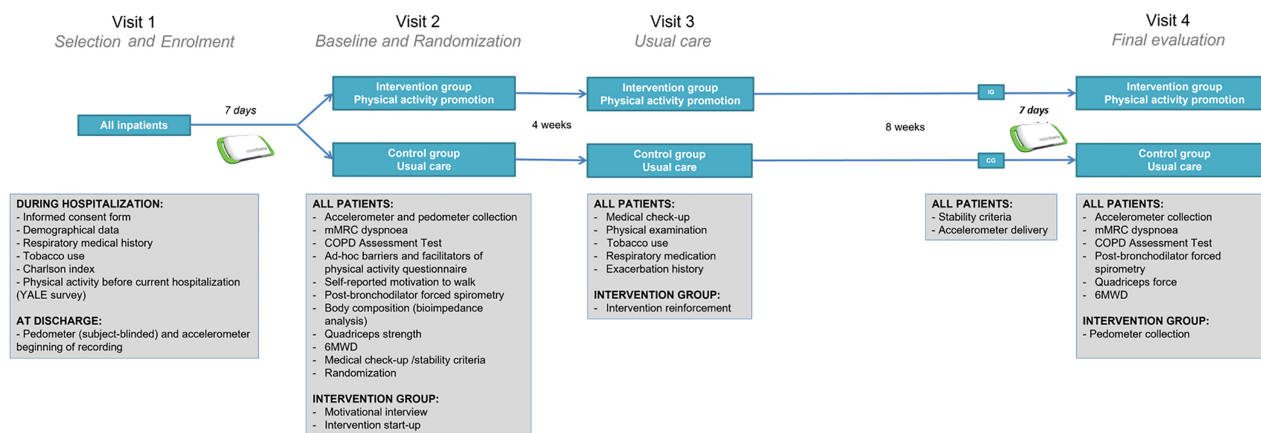 Visit 1
Selection and Enrolment
Visit 2
Baseline and Randomization
Visit 3
Usual care
Visit 4
Final evaluation
All inpatients
7 days
Intervention group
Physical activity promotion
Control group
Usual care
4 weeks
Intervention group
Physical activity promotion
Control group
Usual care
8 weeks
IG
CG
7 days
Intervention group
Physical activity promotion
Control group
Usual care
DURING HOSPITALIZATION:
- Informed consent form
- Demographical data
- Respiratory medical history
- Tobacco use
- Charlson index
- Physical activity before current hospitalization
(YALE survey)
AT DISCHARGE:
- Pedometer (subject-blinded) and accelerometer
beginning of recording
ALL PATIENTS:
- Accelerometer and pedometer collection
- mMRC dyspnoea
- COPD Assessment Test
- Ad-hoc barriers and facilitators of
physical activity questionnaire
- Self-reported motivation to walk
- Post-bronchodilator forced spirometry
- Body composition (bioimpedance
analysis)
- Quadriceps strength
- 6MWD
- Medical check-up /stability criteria
- Randomization
INTERVENTION GROUP:
- Motivational interview
- Intervention start-up
ALL PATIENTS:
- Medical check-up
- Physical examination
- Tobacco use
- Respiratory medication
- Exacerbation history
INTERVENTION GROUP:
- Intervention reinforcement
ALL PATIENTS:
- Stability criteria
- Accelerometer delivery
ALL PATIENTS:
- Accelerometer collection
- mMRC dyspnoea
- COPD Assessment Test
- Post-bronchodilator forced
spirometry
- Quadriceps force
- 6MWD
INTERVENTION GROUP:
- Pedometer collection